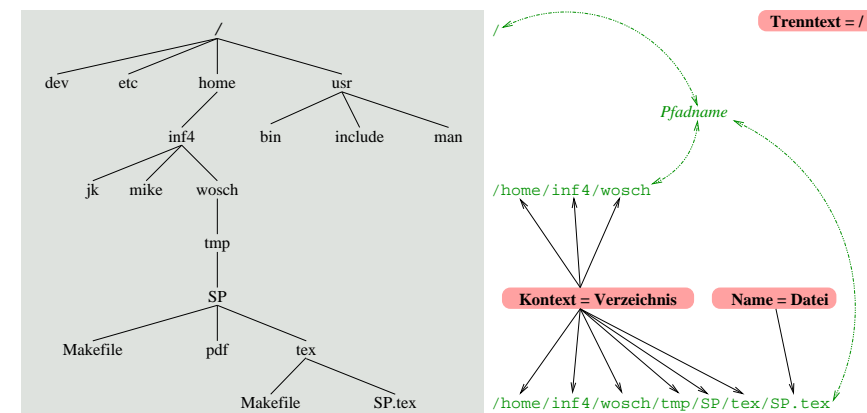 /
dev etc home usr
inf4 bin include man
jk mike wosch
tmp
SP
Makefile pdf tex
Makefile SP.tex
Trenntext = /
/
Pfadname
/home/inf4/wosch
Kontext = Verzeichnis Name = Datei
/home/inf4/wosch/tmp/SP/tex/SP.tex